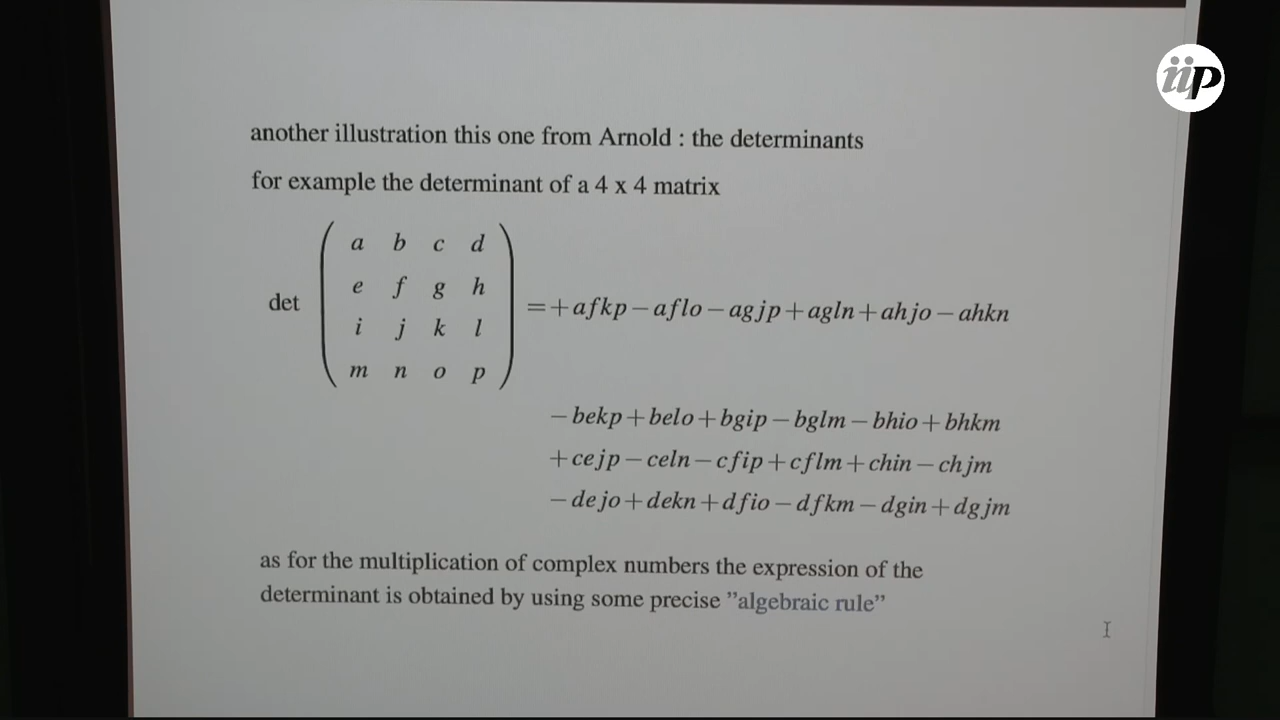 iip
another illustration this one from Arnold : the determinants
for example the determinant of a 4 x 4 matrix
det ( a b c d
e f g h
i j k l
m n o p ) =+afkp−aflo−agjp+agln+ahjo−ahkn
−bekp+belo+bgip−bglm−bhio+bhkm
+cejp−celn−cfip+cflm+chin−chjm
−dejo+dekn+dfio−dfkm−dgin+dgjm
as for the multiplication of complex numbers the expression of the
determinant is obtained by using some precise ”algebraic rule”